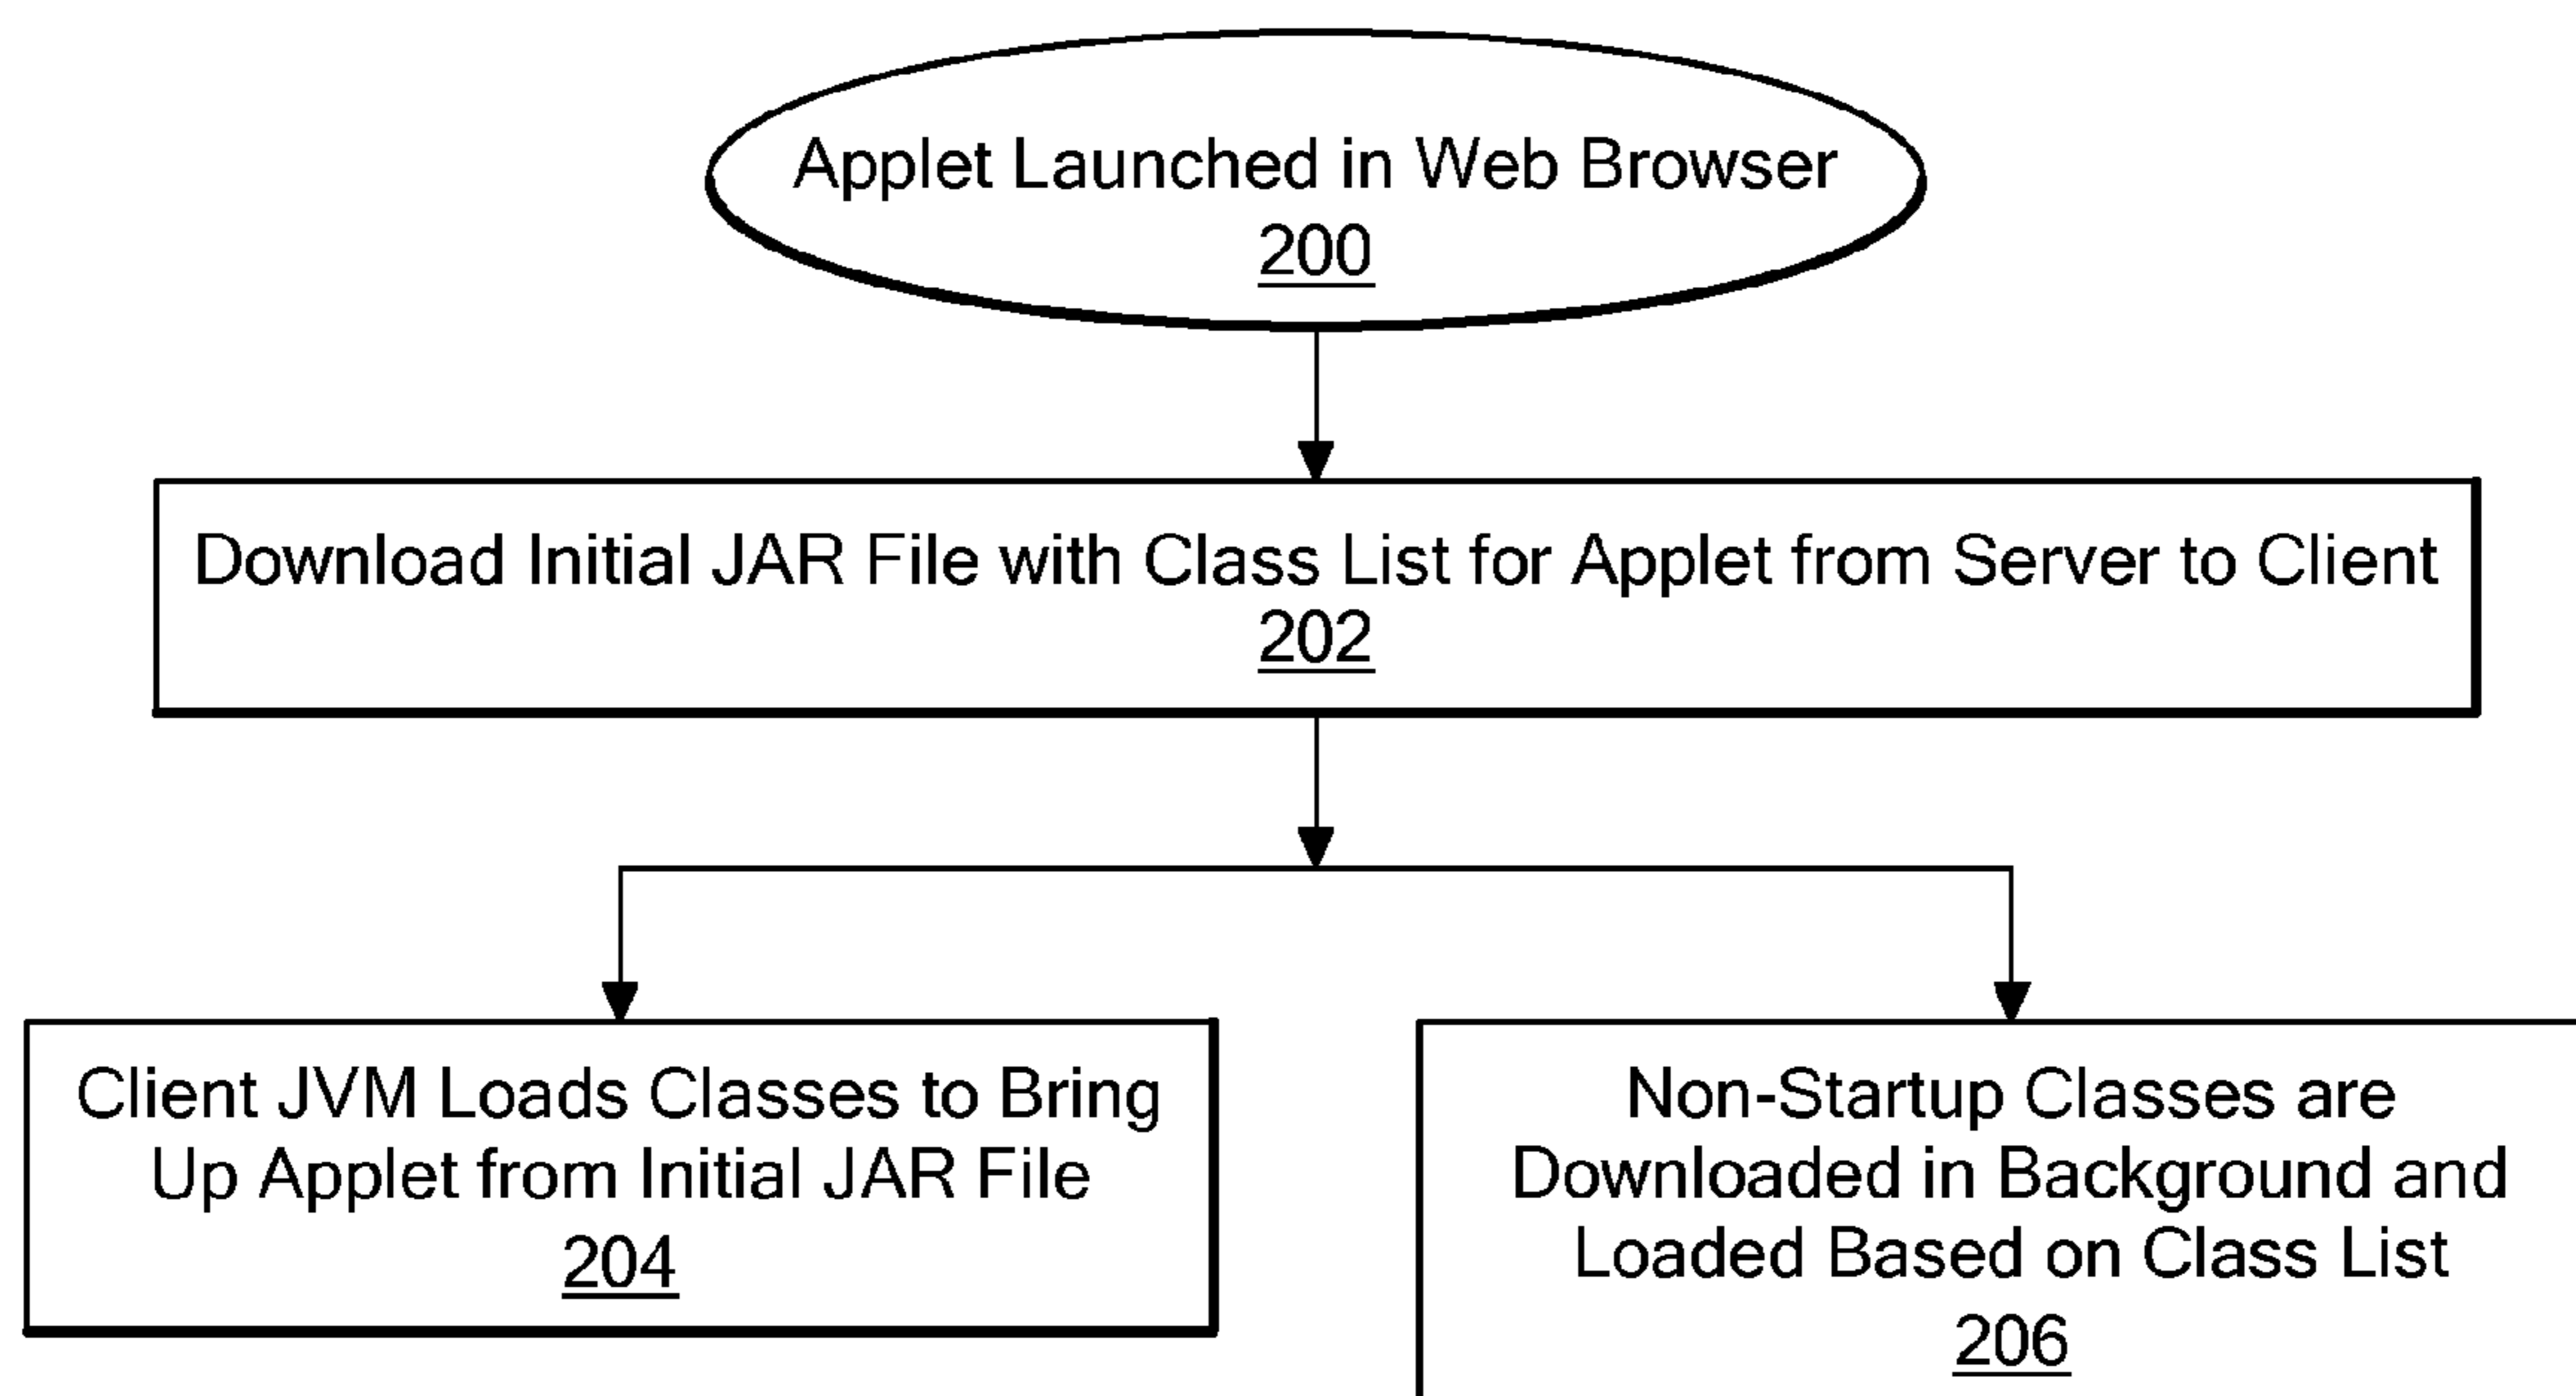 Applet Launched in Web Browser
200
Download Initial JAR File with Class List for Applet from Server to Client
202
Client JVM Loads Classes to Bring
Up Applet from Initial JAR File
204
Non-Startup Classes are
Downloaded in Background and
Loaded Based on Class List
206